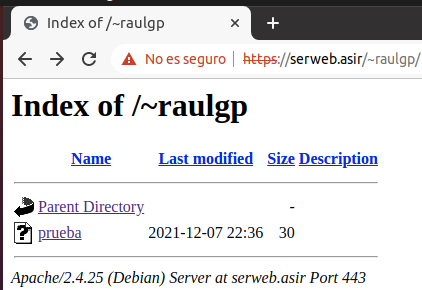 Index of /~raulgp
No es seguro | https://serweb.asir/~raulgp/
Index of /~raulgp
Name Last modified Size Description
Parent Directory -
prueba 2021-12-07 22:36 30
Apache/2.4.25 (Debian) Server at serweb.asir Port 443